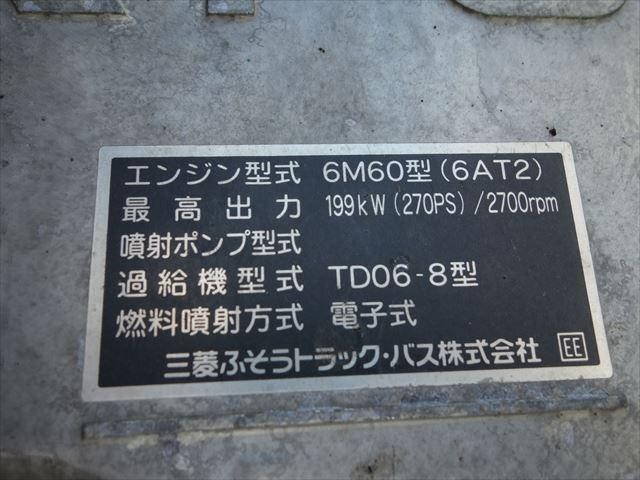 エンジン型式 6M60型(6AT2)
最高出力 199kW(270PS)/2700rpm
噴射ポンプ型式
過給機型式 TD06-8型
燃料噴射方式 電子式
三菱ふそうトラック・バス株式会社 EE